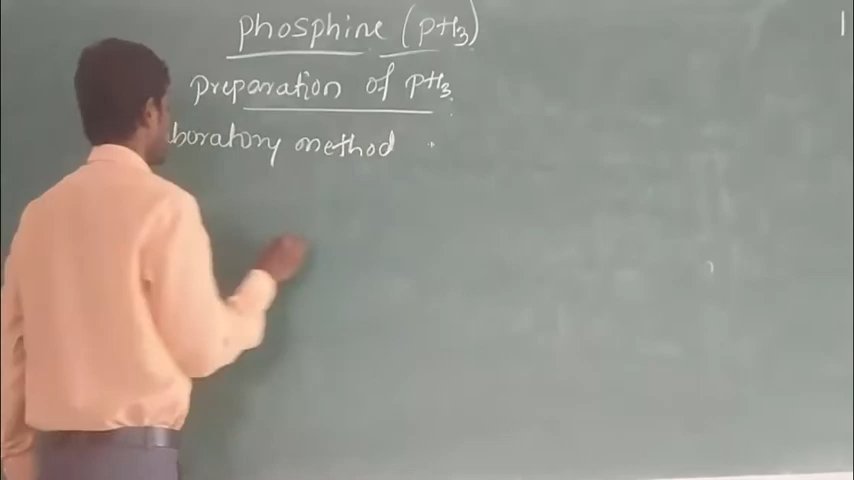 phosphine (PH3)
preparation of PH3
boratory method